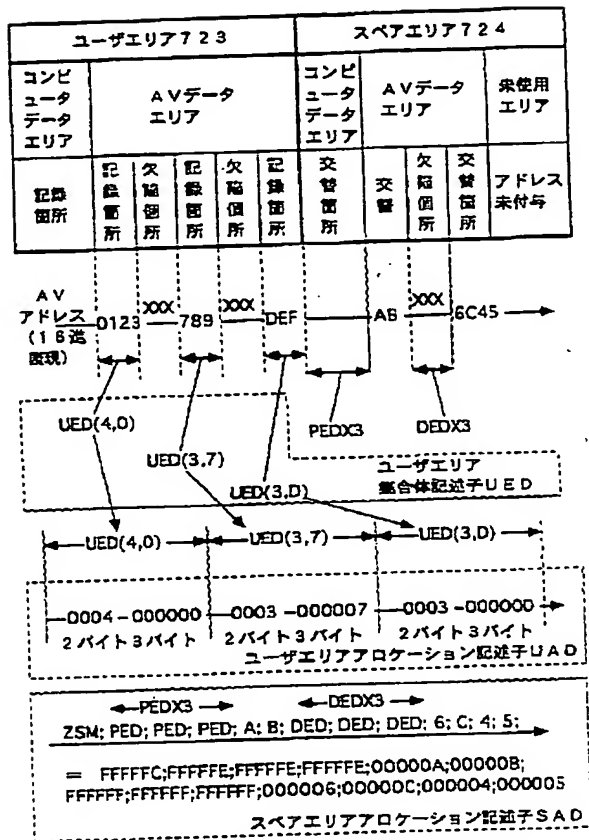 ユーザエリア723
スペアエリア724
コンピュータデータエリア
AVデータエリア
コンピュータデータエリア
AVデータエリア
未使用エリア
記録箇所
記録箇所
欠陥個所
記録箇所
欠陥個所
記録箇所
交替箇所
交替
欠陥個所
交替箇所
アドレス未付与
AVアドレス(16進表現)
0123
XXX
789
XXX
DEF
AB
XXX
6C45
UED(4,0)
UED(3,7)
UED(3,D)
PEDX3
DEDX3
ユーザエリア
集合体記述子UED
UED(4,0)
UED(3,7)
UED(3,D)
0004-000000
0003-000007
0003-000000
2バイト3バイト
2バイト3バイト
2バイト3バイト
ユーザエリアアロケーション記述子UAD
PEDX3
DEDX3
ZSM; PED; PED; PED; A; B; DED; DED; DED; 6; C; 4; 5;
= FFFFFC;FFFFFE;FFFFFE;FFFFFE;00000A;00000B;
FFFFFF;FFFFFF;FFFFFF;000006;00000C;000004;000005
スペアエリアアロケーション記述子SAD